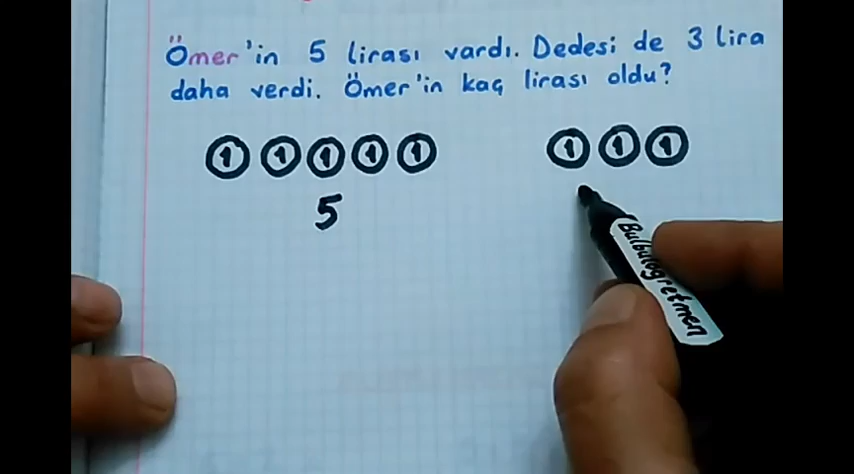 Ömer'in 5 lirası vardı. Dedesi de 3 lira
daha verdi. Ömer'in kaç lirası oldu?
1 1 1 1 1 1 1 1
5
Bulbulogretmen